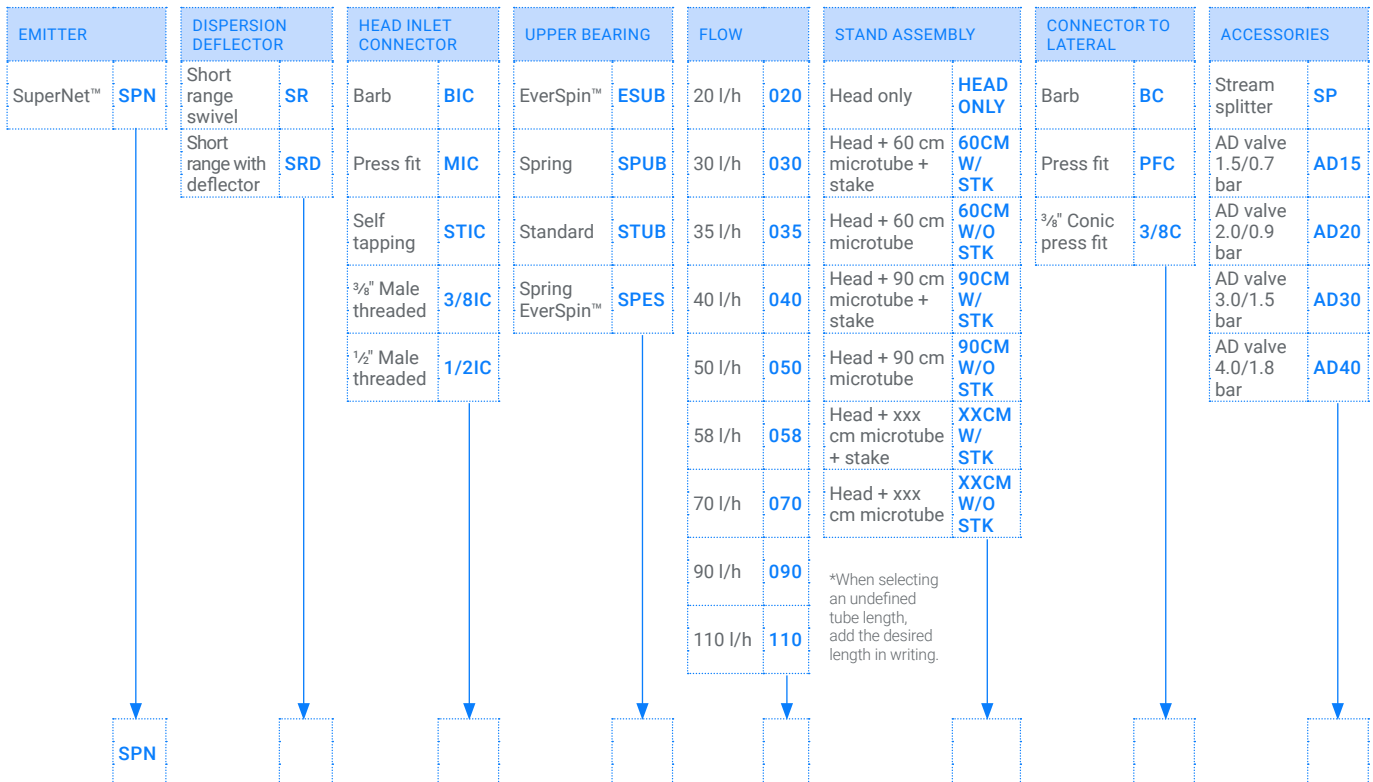 EMITTER
SuperNet™
SPN
DISPERSION
DEFLECTOR
Short
range
swivel
SR
Short
range with
deflector
SRD
HEAD INLET
CONNECTOR
Barb
BIC
Press fit
MIC
Self
tapping
STIC
⅜" Male
threaded
3/8IC
½" Male
threaded
1/2IC
UPPER BEARING
EverSpin™
ESUB
Spring
SPUB
Standard
STUB
Spring
EverSpin™
SPES
FLOW
20 l/h
020
30 l/h
030
35 l/h
035
40 l/h
040
50 l/h
050
58 l/h
058
70 l/h
070
90 l/h
090
110 l/h
110
STAND ASSEMBLY
Head only
HEAD
ONLY
Head + 60 cm
microtube +
stake
60CM
W/
STK
Head + 60 cm
microtube
60CM
W/O
STK
Head + 90 cm
microtube +
stake
90CM
W/
STK
Head + 90 cm
microtube
90CM
W/O
STK
Head + xxx
cm microtube
+ stake
XXCM
W/
STK
Head + xxx
cm microtube
XXCM
W/O
STK
*When selecting
an undefined
tube length,
add the desired
length in writing.
CONNECTOR TO
LATERAL
Barb
BC
Press fit
PFC
⅜" Conic
press fit
3/8C
ACCESSORIES
Stream
splitter
SP
AD valve
1.5/0.7
bar
AD15
AD valve
2.0/0.9
bar
AD20
AD valve
3.0/1.5
bar
AD30
AD valve
4.0/1.8
bar
AD40
SPN